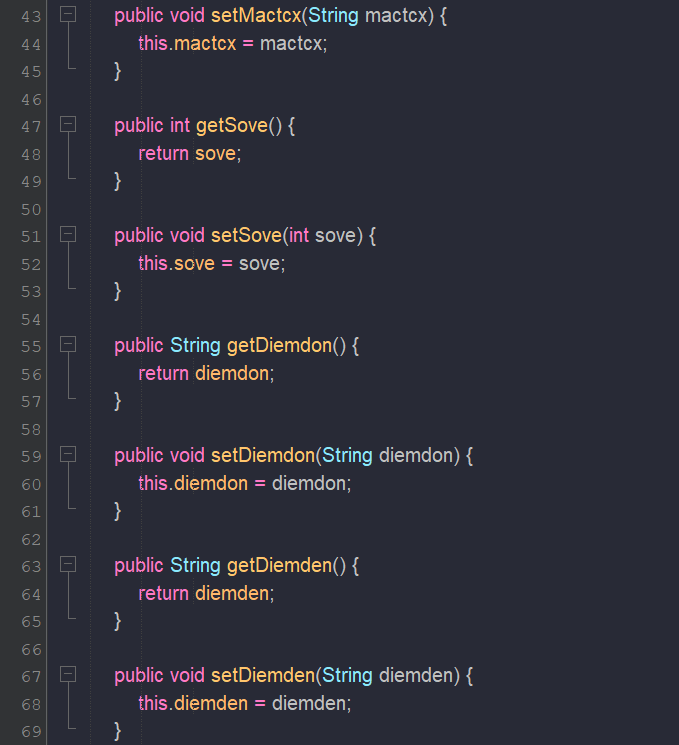 43 public void setMactcx(String mactcx) {
44 this.mactcx = mactcx;
45 }
46
47 public int getSove() {
48 return sove;
49 }
50
51 public void setSove(int sove) {
52 this.sove = sove;
53 }
54
55 public String getDiemdon() {
56 return diemdon;
57 }
58
59 public void setDiemdon(String diemdon) {
60 this.diemdon = diemdon;
61 }
62
63 public String getDiemden() {
64 return diemden;
65 }
66
67 public void setDiemden(String diemden) {
68 this.diemden = diemden;
69 }